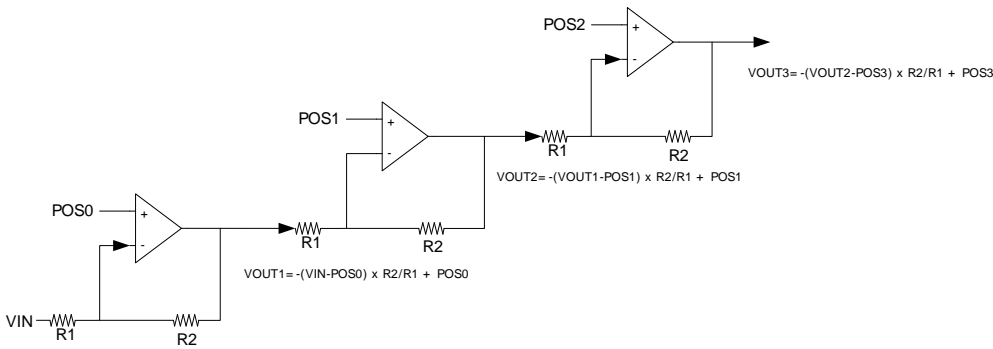 POS2
+
-
VOUT3= -(VOUT2-POS3) x R2/R1 + POS3
POS1
+
-
R1
R2
VOUT2= -(VOUT1-POS1) x R2/R1 + POS1
POS0
+
-
R1
R2
VOUT1= -(VIN-POS0) x R2/R1 + POS0
VIN
R1
R2